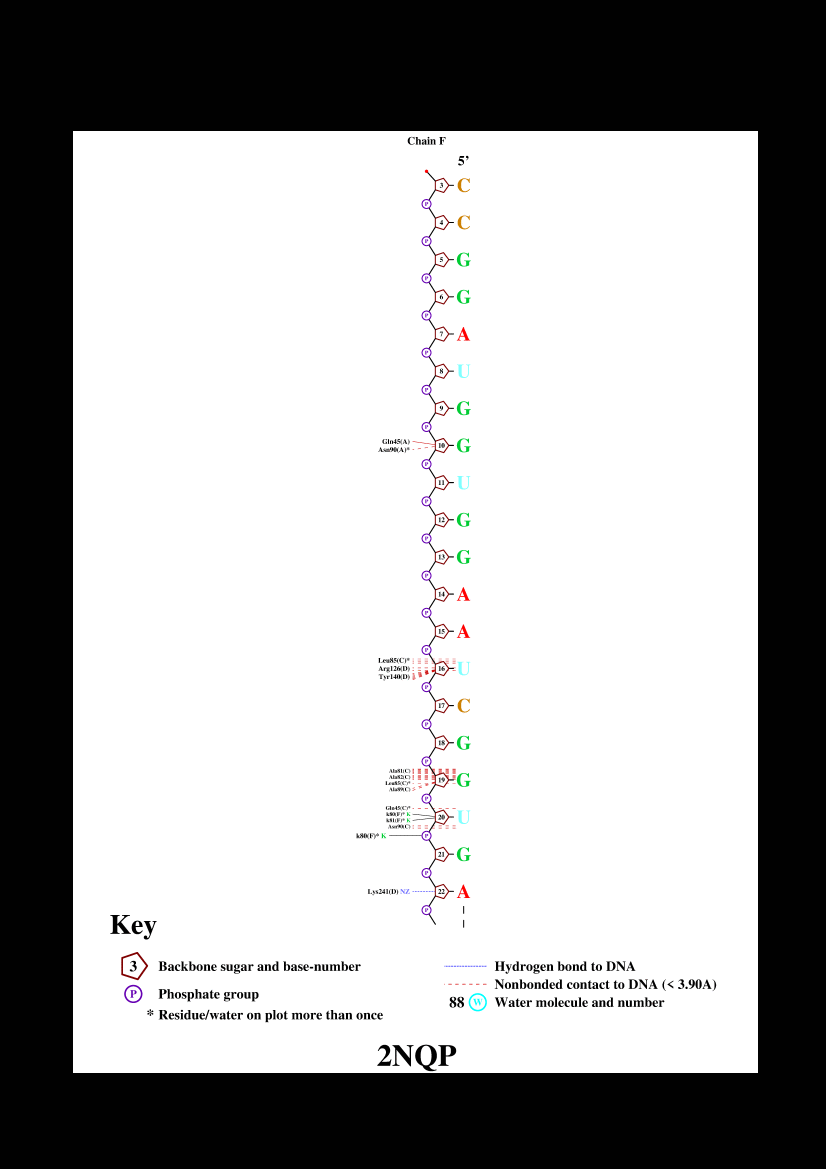 Chain F
5’
3 C
P
4 C
P
5 G
P
6 G
P
7 A
P
8 U
P
9 G
P
Gln45(A)
Asn90(A)*
10 G
P
11 U
P
12 G
P
13 G
P
14 A
P
15 A
P
Leu85(C)*
Arg126(D)
Tyr140(D)
16 U
P
17 C
P
18 G
P
Ala81(C)
Ala82(C)
Leu85(C)*
Ala89(C)
19 G
P
k80(F)* K
k81(F)* K
Asn90(C)
20 U
k80(F)* K
P
21 G
P
Lys241(D) NZ
22 A
P
Key
3 Backbone sugar and base-number
P Phosphate group
* Residue/water on plot more than once
Hydrogen bond to DNA
Nonbonded contact to DNA (< 3.90A)
88 W Water molecule and number
2NQP